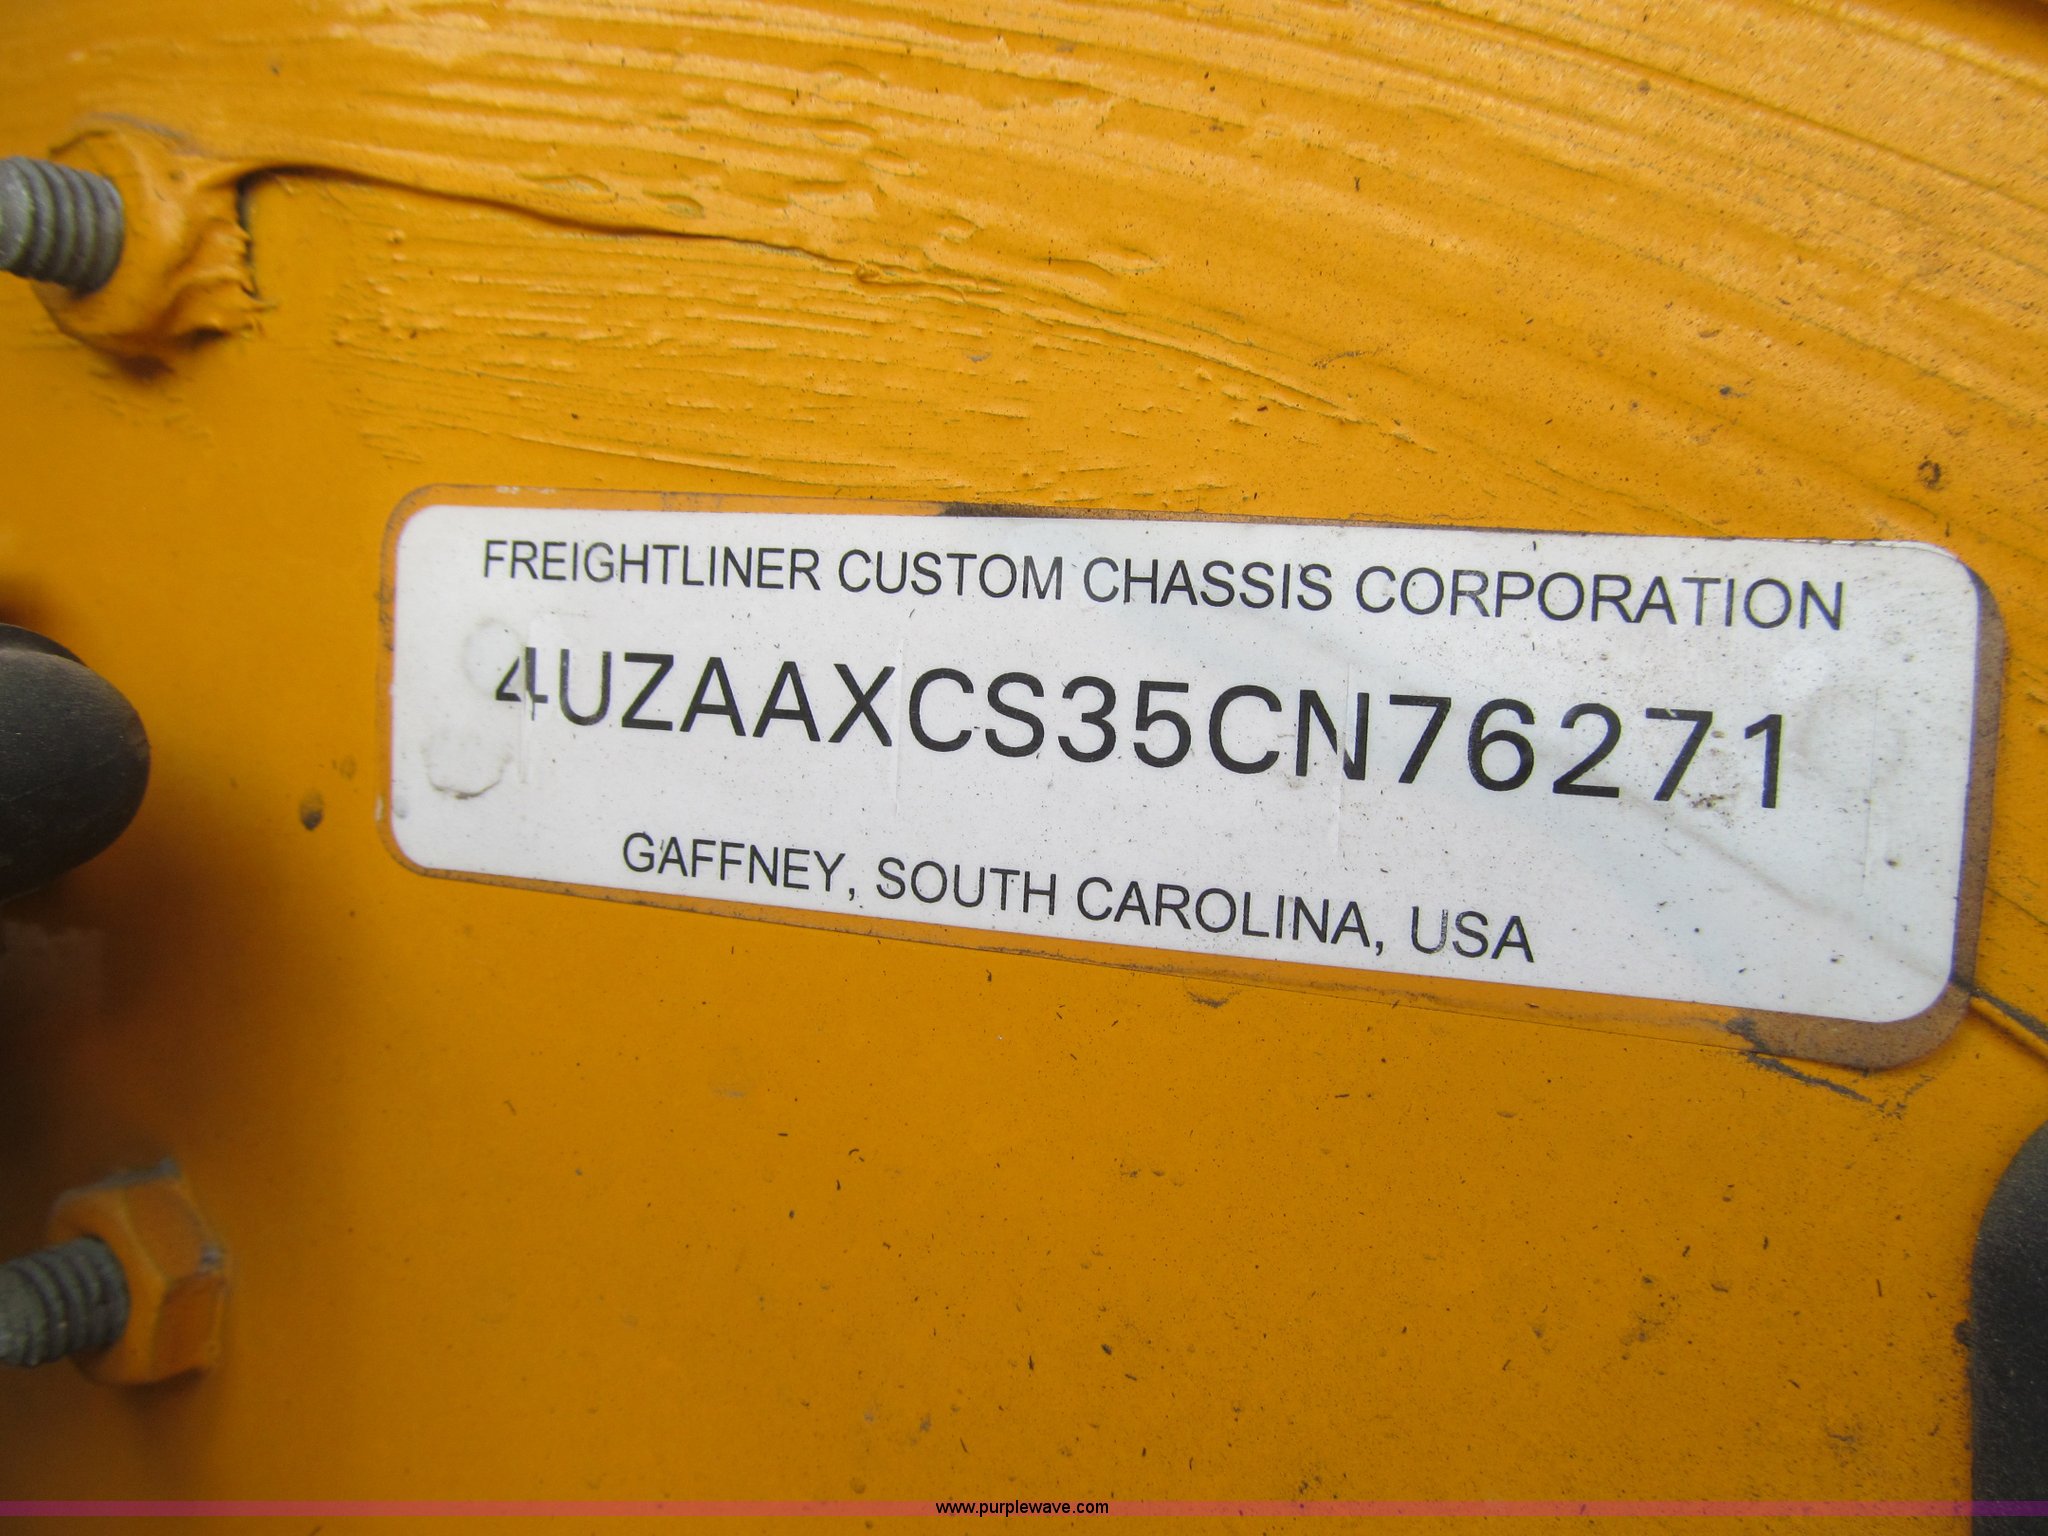 FREIGHTLINER CUSTOM CHASSIS CORPORATION
4UZAAXCS35CN76271
GAFFNEY, SOUTH CAROLINA, USA
www.purplewave.com